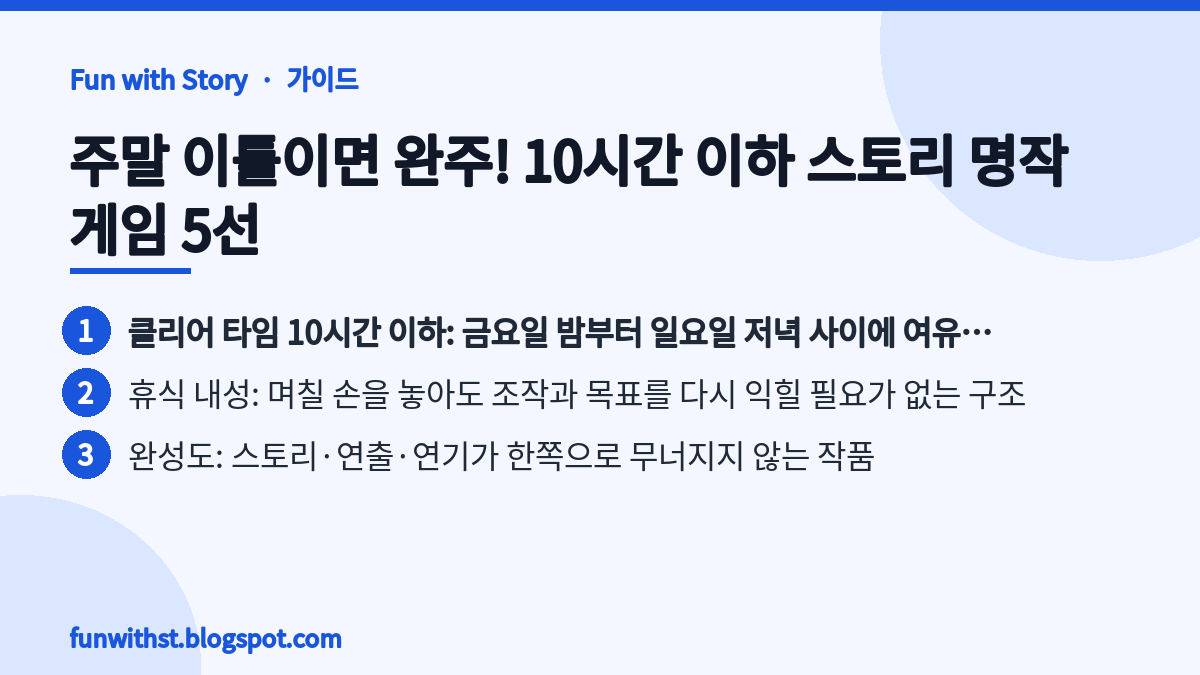 Fun with Story · 가이드
주말 이틀이면 완주! 10시간 이하 스토리 명작
게임 5선
1 클리어 타임 10시간 이하: 금요일 밤부터 일요일 저녁 사이에 여유…
2 휴식 내성: 며칠 손을 놓아도 조작과 목표를 다시 익힐 필요가 없는 구조
3 완성도: 스토리·연출·연기가 한쪽으로 무너지지 않는 작품
funwithst.blogspot.com